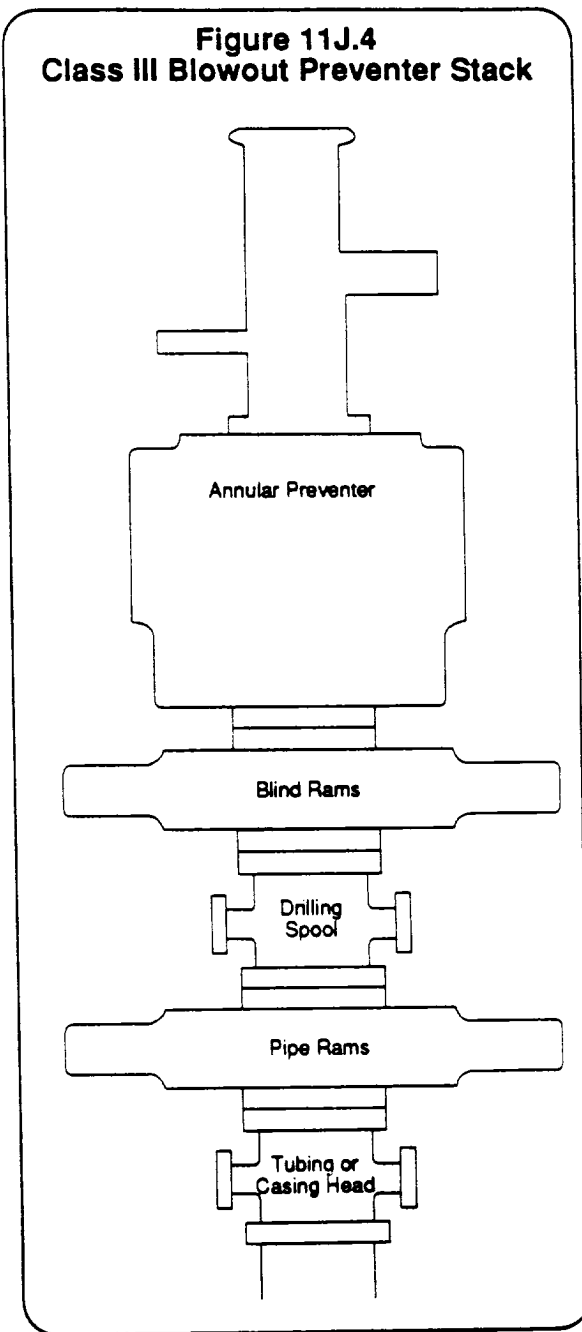 Figure 11J.4
Class III Blowout Preventer Stack
Annular Preventer
Blind Rams
Drilling
Spool
Pipe Rams
Tubing or
Casing Head